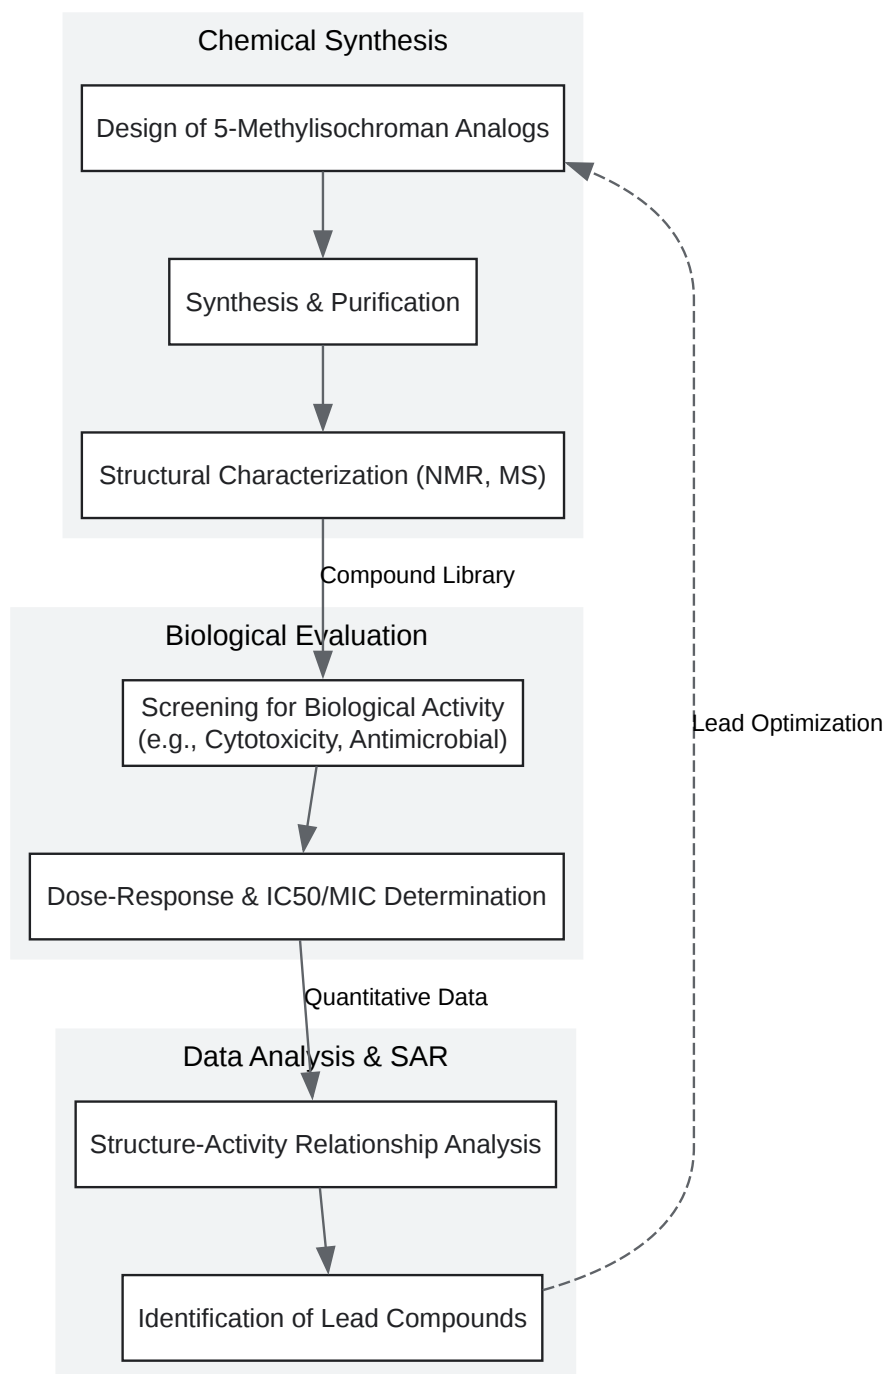 Chemical Synthesis
Design of 5-Methylisochroman Analogs
Synthesis & Purification
Structural Characterization (NMR, MS)
Compound Library
Biological Evaluation
Screening for Biological Activity
(e.g., Cytotoxicity, Antimicrobial)
Lead Optimization
Dose-Response & IC50/MIC Determination
Quantitative Data
Data Analysis & SAR
Structure-Activity Relationship Analysis
Identification of Lead Compounds